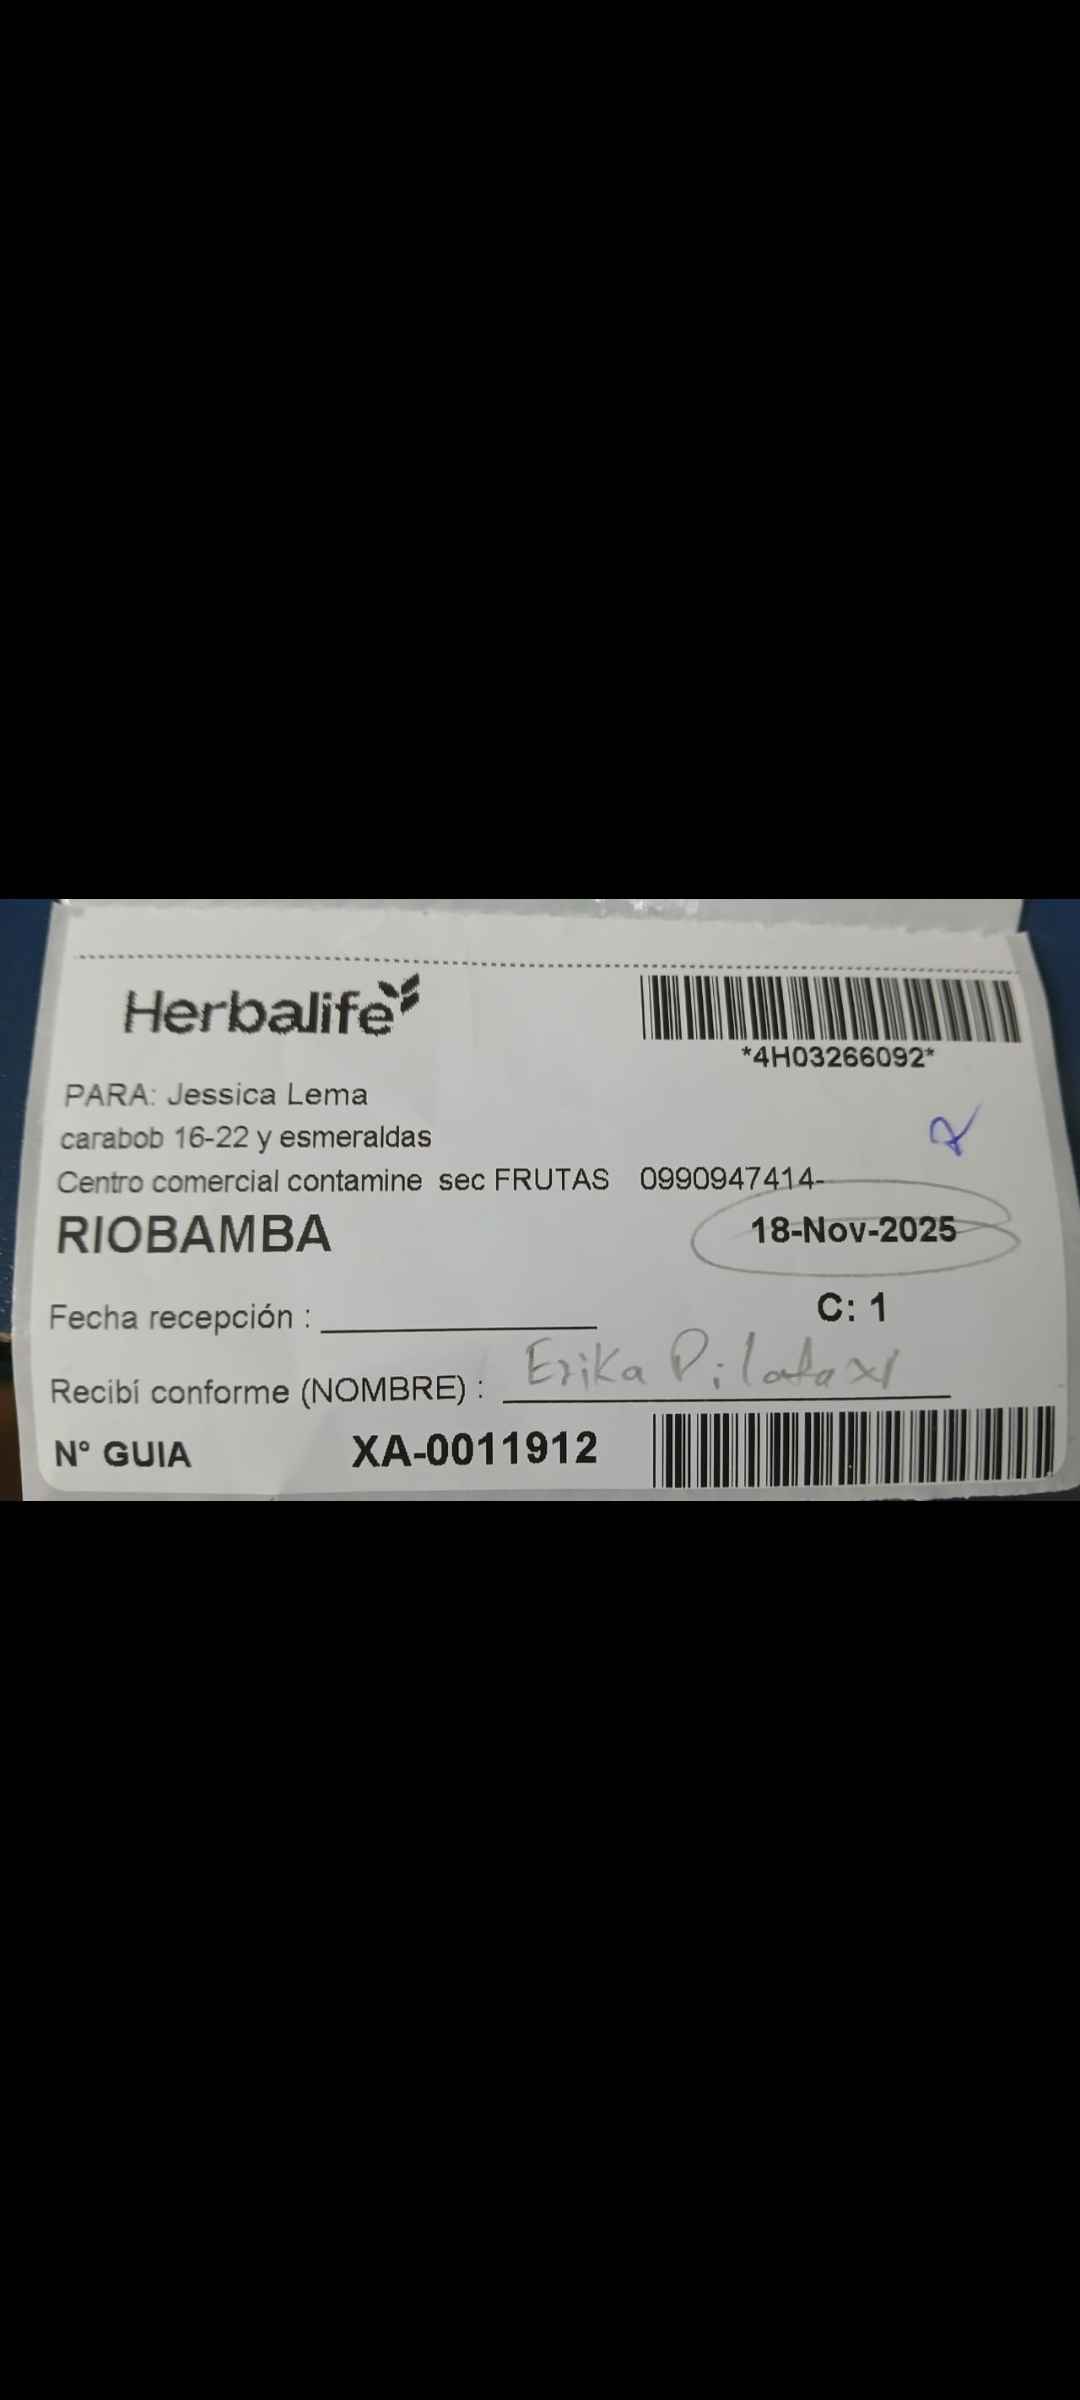 Herbalife
*4H03266092*
PARA: Jessica Lema
carabob 16-22 y esmeraldas
Centro comercial contamine sec FRUTAS 0990947414-
RIOBAMBA
18-Nov-2025
C: 1
Fecha recepción :
Recibí conforme (NOMBRE) : Erika Pilataxi
N° GUIA XA-0011912